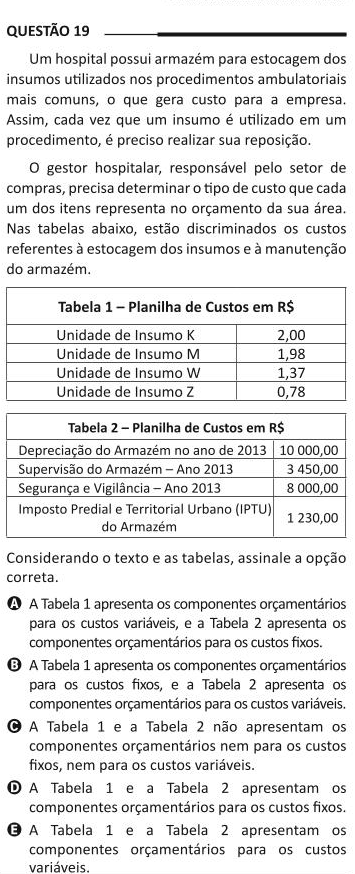 QUESTÃO 19
Um hospital possui armazém para estocagem dos
insumos utilizados nos procedimentos ambulatoriais
mais comuns, o que gera custo para a empresa.
Assim, cada vez que um insumo é utilizado em um
procedimento, é preciso realizar sua reposição.
O gestor hospitalar, responsável pelo setor de
compras, precisa determinar o tipo de custo que cada
um dos itens representa no orçamento da sua área.
Nas tabelas abaixo, estão discriminados os custos
referentes à estocagem dos insumos e à manutenção
do armazém.
Tabela 1 – Planilha de Custos em R$
Unidade de Insumo K 2,00
Unidade de Insumo M 1,98
Unidade de Insumo W 1,37
Unidade de Insumo Z 0,78
Tabela 2 – Planilha de Custos em R$
Depreciação do Armazém no ano de 2013 10 000,00
Supervisão do Armazém – Ano 2013 3 450,00
Segurança e Vigilância – Ano 2013 8 000,00
Imposto Predial e Territorial Urbano (IPTU)
do Armazém 1 230,00
Considerando o texto e as tabelas, assinale a opção
correta.
A A Tabela 1 apresenta os componentes orçamentários
para os custos variáveis, e a Tabela 2 apresenta os
componentes orçamentários para os custos fixos.
B A Tabela 1 apresenta os componentes orçamentários
para os custos fixos, e a Tabela 2 apresenta os
componentes orçamentários para os custos variáveis.
C A Tabela 1 e a Tabela 2 não apresentam os
componentes orçamentários nem para os custos
fixos, nem para os custos variáveis.
D A Tabela 1 e a Tabela 2 apresentam os
componentes orçamentários para os custos fixos.
E A Tabela 1 e a Tabela 2 apresentam os
componentes orçamentários para os custos
variáveis.